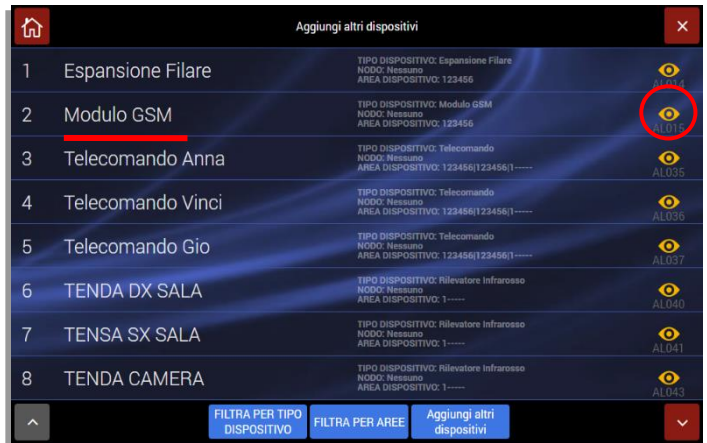 Aggiungi altri dispositivi
1 Espansione Filare
TIPO DISPOSITIVO: Espansione Filare
NODO: Nessuno
AREA DISPOSITIVO: 123456
AL014
2 Modulo GSM
TIPO DISPOSITIVO: Modulo GSM
NODO: Nessuno
AREA DISPOSITIVO: 123456
AL015
3 Telecomando Anna
TIPO DISPOSITIVO: Telecomando
NODO: Nessuno
AREA DISPOSITIVO: 123456|123456|1-----
AL035
4 Telecomando Vinci
TIPO DISPOSITIVO: Telecomando
NODO: Nessuno
AREA DISPOSITIVO: 123456|123456|1-----
AL036
5 Telecomando Gio
TIPO DISPOSITIVO: Telecomando
NODO: Nessuno
AREA DISPOSITIVO: 123456|123456|1-----
AL037
6 TENDA DX SALA
TIPO DISPOSITIVO: Rilevatore Infrarosso
NODO: Nessuno
AREA DISPOSITIVO: 1-----
AL040
7 TENSA SX SALA
TIPO DISPOSITIVO: Rilevatore Infrarosso
NODO: Nessuno
AREA DISPOSITIVO: 1-----
AL041
8 TENDA CAMERA
TIPO DISPOSITIVO: Rilevatore Infrarosso
NODO: Nessuno
AREA DISPOSITIVO: 1-----
AL043
FILTRA PER TIPO
DISPOSITIVO
FILTRA PER AREE
Aggiungi altri
dispositivi